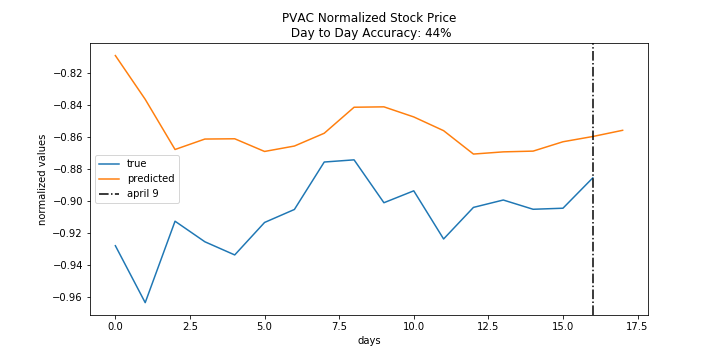 PVAC Normalized Stock Price
Day to Day Accuracy: 44%
normalized values
−0.82
−0.84
−0.86
−0.88
−0.90
−0.92
−0.94
−0.96
true
predicted
april 9
0.0 2.5 5.0 7.5 10.0 12.5 15.0 17.5
days